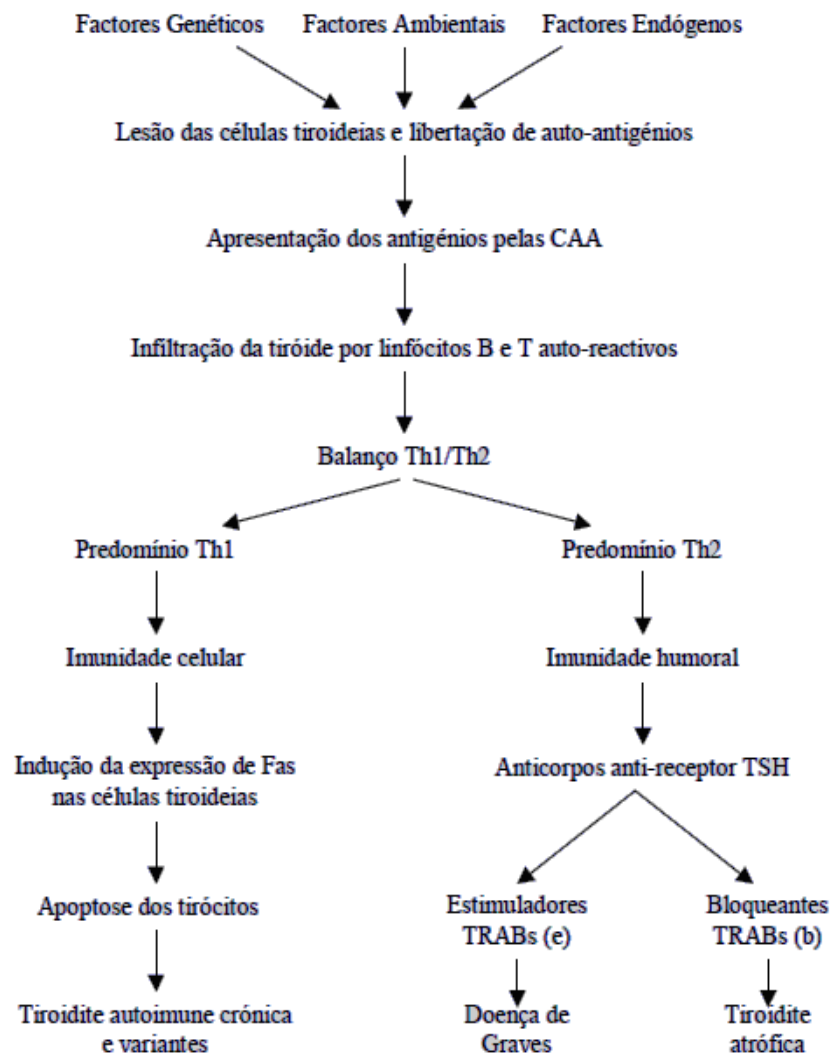 Factores Genéticos Factores Ambientais Factores Endógenos
Lesão das células tiroideias e libertação de auto-antigénios
Apresentação dos antigénios pelas CAA
Infiltração da tiróide por linfócitos B e T auto-reactivos
Balanço Th1/Th2
Predomínio Th1 Predomínio Th2
Imunidade celular Imunidade humoral
Indução da expressão de Fas
nas células tiroideias
Anticorpos anti-receptor TSH
Apoptose dos tirócitos
Estimuladores
TRABs (e)
Bloqueantes
TRABs (b)
Tiroidite autoimune crónica
e variantes
Doença de
Graves
Tiroidite
atrófica